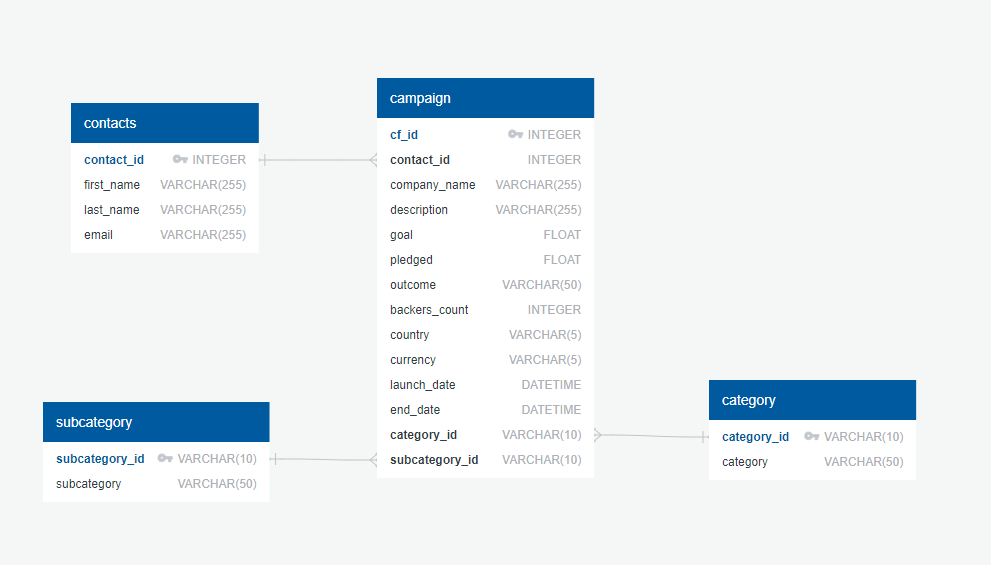 contacts
contact_id INTEGER
first_name VARCHAR(255)
last_name VARCHAR(255)
email VARCHAR(255)
campaign
cf_id INTEGER
contact_id INTEGER
company_name VARCHAR(255)
description VARCHAR(255)
goal FLOAT
pledged FLOAT
outcome VARCHAR(50)
backers_count INTEGER
country VARCHAR(5)
currency VARCHAR(5)
launch_date DATETIME
end_date DATETIME
category_id VARCHAR(10)
subcategory_id VARCHAR(10)
subcategory
subcategory_id VARCHAR(10)
subcategory VARCHAR(50)
category
category_id VARCHAR(10)
category VARCHAR(50)